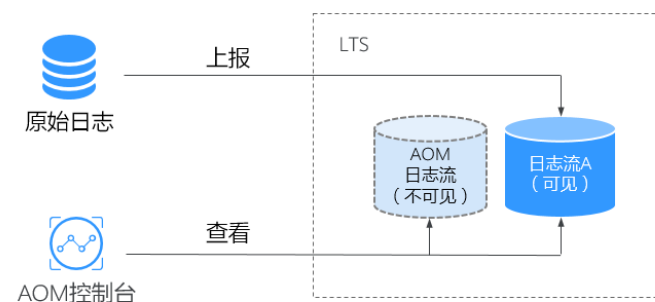 上报
LTS
原始日志
AOM
日志流
（不可见）
日志流A
（可见）
查看
AOM控制台